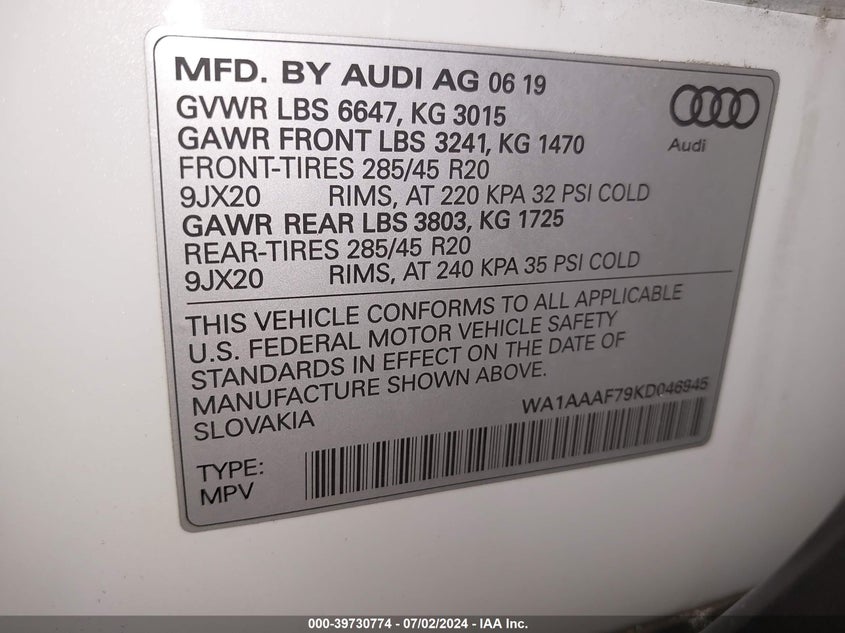 MFD. BY AUDI AG 06 19
GVWR LBS 6647, KG 3015
GAWR FRONT LBS 3241, KG 1470
FRONT-TIRES 285/45 R20
9JX20 RIMS, AT 220 KPA 32 PSI COLD
GAWR REAR LBS 3803, KG 1725
REAR-TIRES 285/45 R20
9JX20 RIMS, AT 240 KPA 35 PSI COLD
Audi
THIS VEHICLE CONFORMS TO ALL APPLICABLE
U.S. FEDERAL MOTOR VEHICLE SAFETY
STANDARDS IN EFFECT ON THE DATE OF
MANUFACTURE SHOWN ABOVE.
SLOVAKIA
WA1AAAF79KD046945
TYPE:
MPV
000-39730774 / 07/02/2024 - IAA Inc.